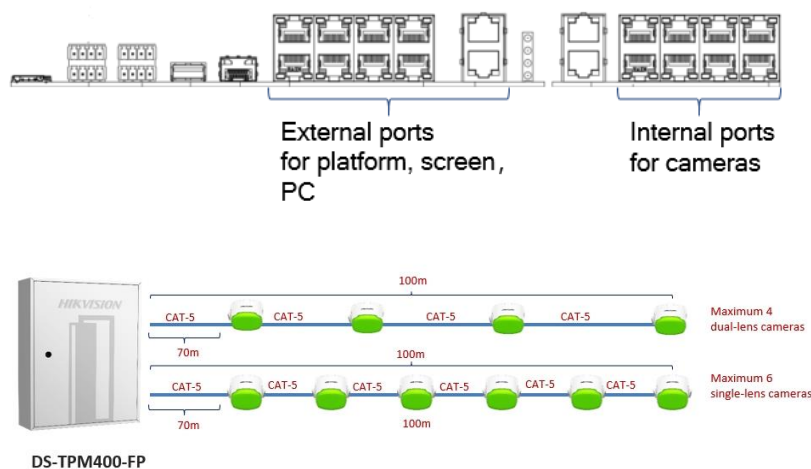 External ports
for platform, screen,
PC
Internal ports
for cameras
100m
HIKVISION
CAT-5 CAT-5 CAT-5 CAT-5
Maximum 4
dual-lens cameras
70m
100m
CAT-5 CAT-5 CAT-5 CAT-5 CAT-5 CAT-5
Maximum 6
single-lens cameras
70m
100m
DS-TPM400-FP